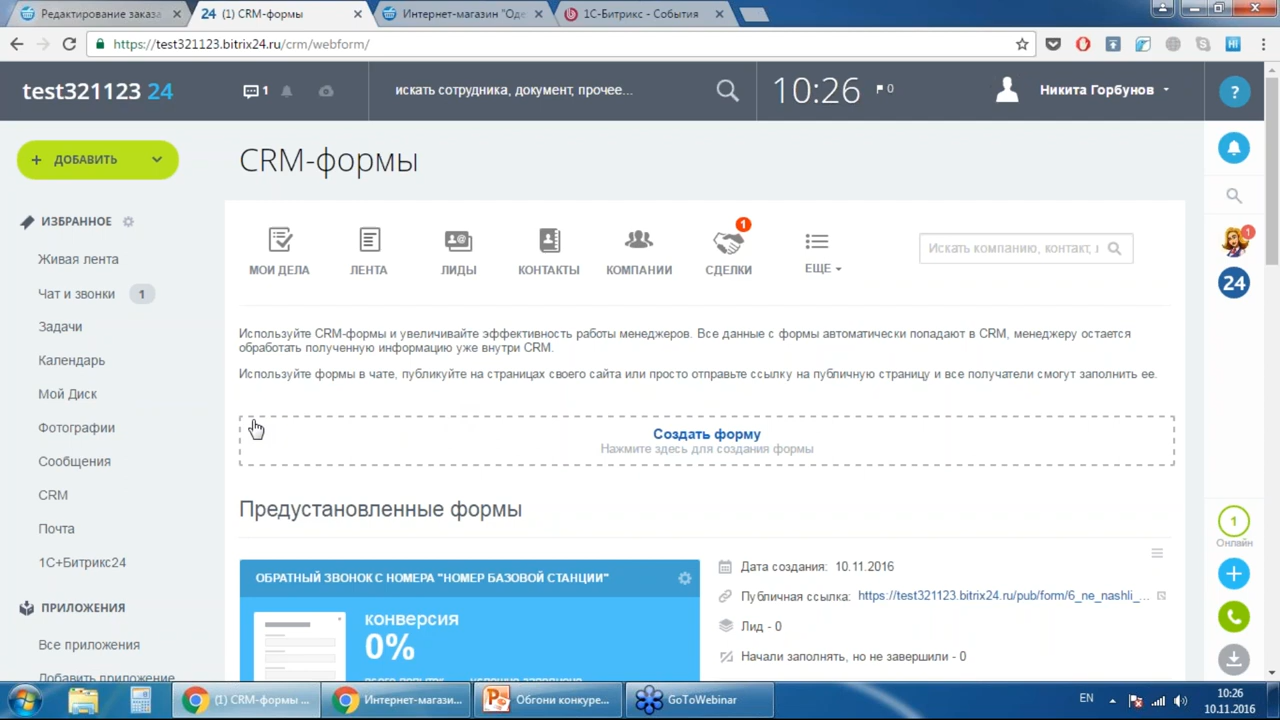 Редактирование заказа
24 (1) CRM-формы
Интернет-магазин "Оде
1С-Битрикс - События
https://test321123.bitrix24.ru/crm/webform/
Hi
test321123 24
1
искать сотрудника, документ, прочее...
10:26
0
Никита Горбунов
?
ДОБАВИТЬ
CRM-формы
ИЗБРАННОЕ
Живая лента
Чат и звонки 1
Задачи
Календарь
Мой Диск
Фотографии
Сообщения
CRM
Почта
1С+Битрикс24
ПРИЛОЖЕНИЯ
Все приложения
Добавить приложение
МОИ ДЕЛА
ЛЕНТА
ЛИДЫ
КОНТАКТЫ
КОМПАНИИ
1
СДЕЛКИ
ЕЩЕ
Искать компанию, контакт,
Используйте CRM-формы и увеличивайте эффективность работы менеджеров. Все данные с формы автоматически попадают в CRM, менеджеру остается
обработать полученную информацию уже внутри CRM.
Используйте формы в чате, публикуйте на страницах своего сайта или просто отправьте ссылку на публичную страницу и все получатели смогут заполнить ее.
Создать форму
Нажмите здесь для создания формы
Предустановленные формы
ОБРАТНЫЙ ЗВОНОК С НОМЕРА "НОМЕР БАЗОВОЙ СТАНЦИИ"
конверсия
0%
Дата создания: 10.11.2016
Публичная ссылка: https://test321123.bitrix24.ru/pub/form/6_ne_nashli_...
Лид - 0
Начали заполнять, но не завершили - 0
1
24
1
Онлайн
(1) CRM-формы ...
Интернет-магази...
Обгони конкуре...
GoToWebinar
EN
10:26
10.11.2016